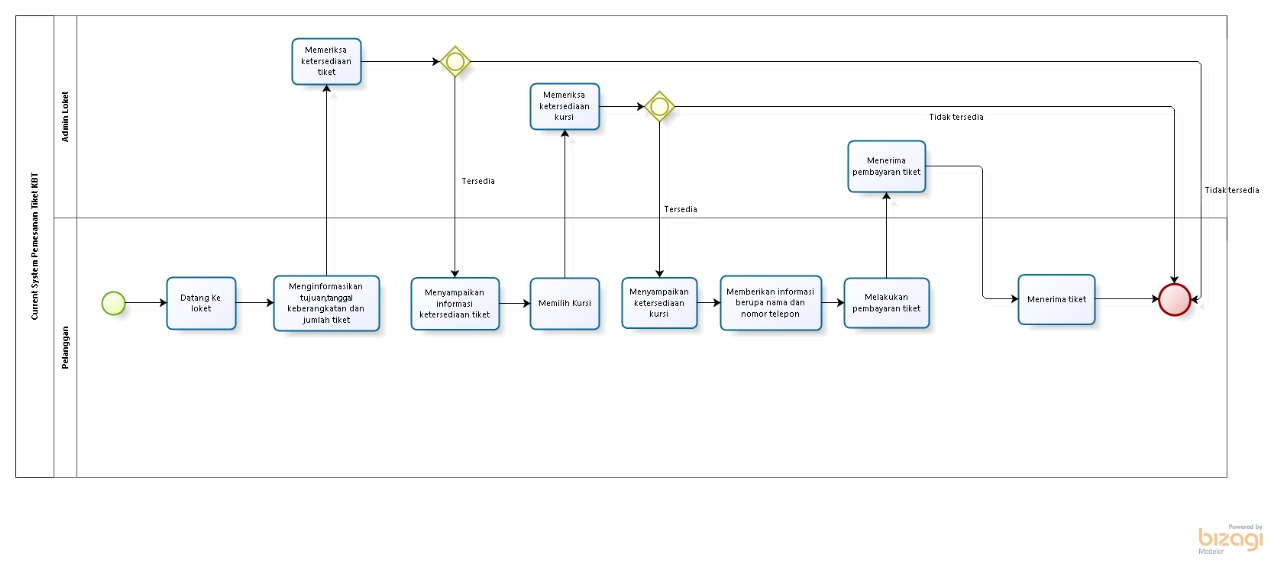 Current System Pemesanan Tiket KBT
Admin Loket
Memeriksa
ketersediaan
tiket
Memeriksa
ketersediaan
kursi
Tidak tersedia
Menerima
pembayaran tiket
Tersedia
Tidak tersedia
Tersedia
Pelanggan
Datang Ke
loket
Menginformasikan
tujuan,tanggal
keberangkatan dan
jumlah tiket
Menyampaikan
informasi
ketersediaan tiket
Memilih Kursi
Menyampaikan
ketersediaan
kursi
Memberikan informasi
berupa nama dan
nomor telepon
Melakukan
pembayaran tiket
Menerima tiket
Powered by
bizagi
Modeler